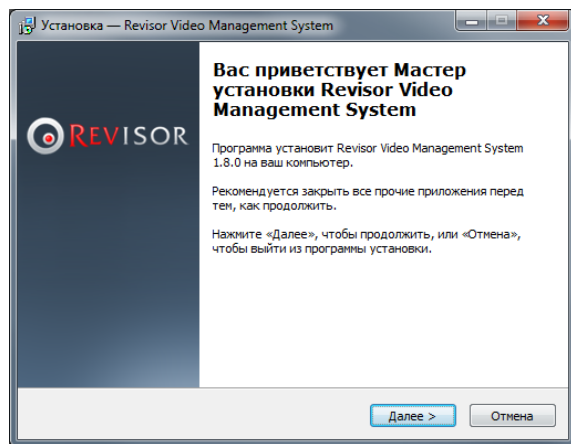 Установка — Revisor Video Management System
Вас приветствует Мастер
установки Revisor Video
Management System
REVISOR
Программа установит Revisor Video Management System
1.8.0 на ваш компьютер.
Рекомендуется закрыть все прочие приложения перед
тем, как продолжить.
Нажмите «Далее», чтобы продолжить, или «Отмена»,
чтобы выйти из программы установки.
Далее >
Отмена